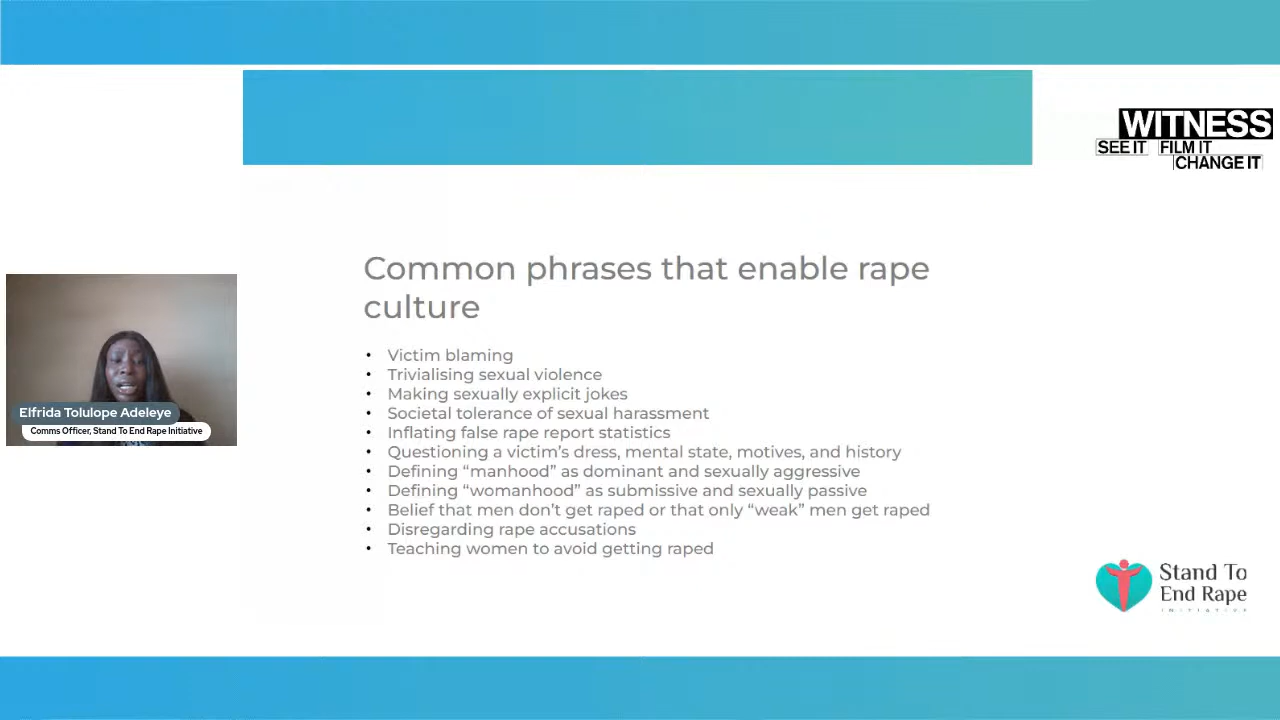 WITNESS
SEE IT FILM IT
CHANGE IT
Common phrases that enable rape
culture
• Victim blaming
• Trivialising sexual violence
• Making sexually explicit jokes
• Societal tolerance of sexual harassment
• Inflating false rape report statistics
• Questioning a victim’s dress, mental state, motives, and history
• Defining “manhood” as dominant and sexually aggressive
• Defining “womanhood” as submissive and sexually passive
• Belief that men don’t get raped or that only “weak” men get raped
• Disregarding rape accusations
• Teaching women to avoid getting raped
Elfrida Tolulope Adeleye
Comms Officer, Stand To End Rape Initiative
Stand To
End Rape
INITIATIVE